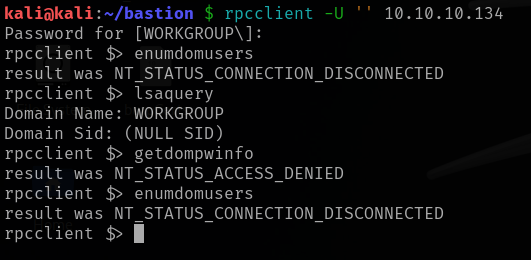 kali@kali:~/bastion $ rpcclient -U '' 10.10.10.134
Password for [WORKGROUP\]:
rpcclient $> enumdomusers
result was NT_STATUS_CONNECTION_DISCONNECTED
rpcclient $> lsaquery
Domain Name: WORKGROUP
Domain Sid: (NULL SID)
rpcclient $> getdompwinfo
result was NT_STATUS_ACCESS_DENIED
rpcclient $> enumdomusers
result was NT_STATUS_CONNECTION_DISCONNECTED
rpcclient $>